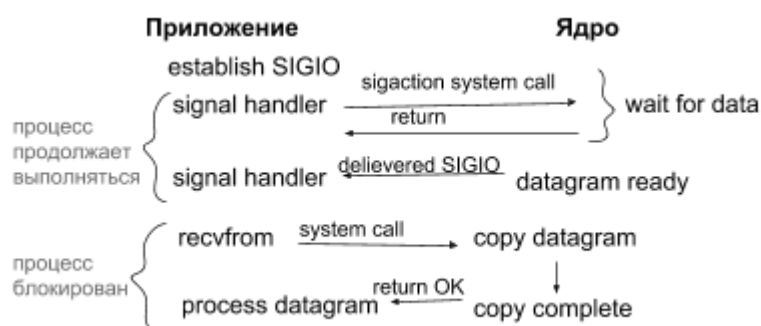 Приложение Ядро
establish SIGIO
signal handler sigaction system call wait for data
return
процесс
продолжает
выполняться
signal handler delievered SIGIO datagram ready
recvfrom system call copy datagram
процесс
блокирован
process datagram return OK copy complete